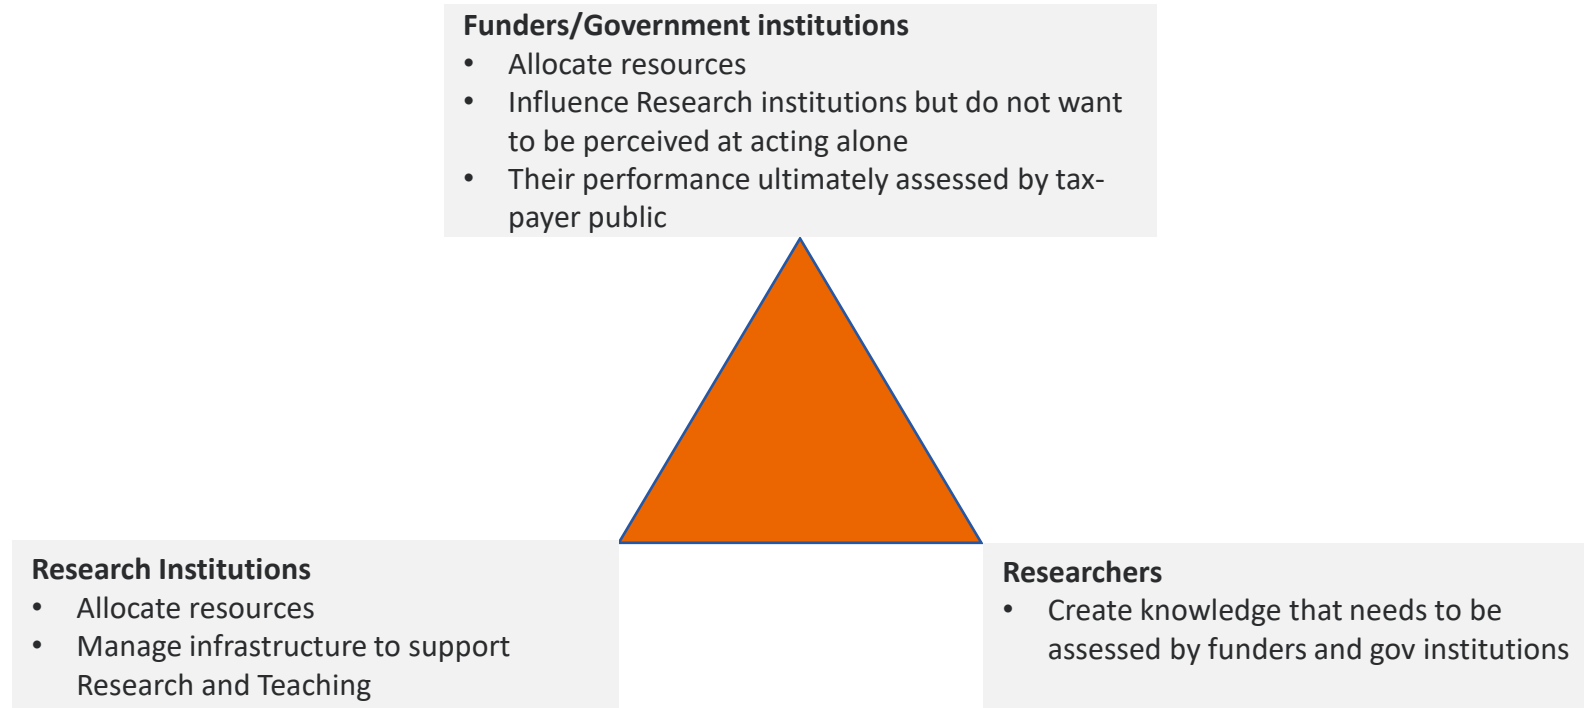 Funders/Government institutions
• Allocate resources
• Influence Research institutions but do not want
to be perceived at acting alone
• Their performance ultimately assessed by tax-
payer public
Research Institutions
• Allocate resources
• Manage infrastructure to support
Research and Teaching
Researchers
• Create knowledge that needs to be
assessed by funders and gov institutions